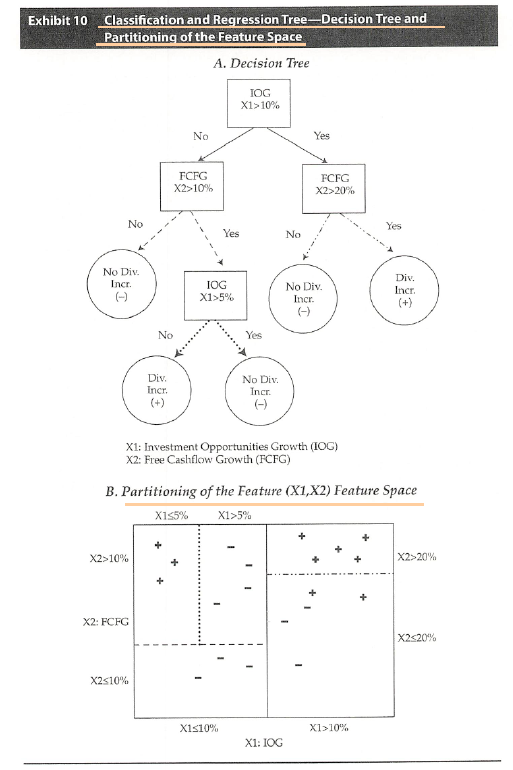 Exhibit 10 Classification and Regression Tree—Decision Tree and
Partitioning of the Feature Space
A. Decision Tree
IOG
X1>10%
No
Yes
FCFG
X2>10%
FCFG
X2>20%
No
Yes
No
Yes
No Div.
Incr.
(–)
IOG
X1>5%
No Div.
Incr.
(–)
Div.
Incr.
(+)
No
Yes
Div.
Incr.
(+)
No Div.
Incr.
(–)
X1: Investment Opportunities Growth (IOG)
X2: Free Cashflow Growth (FCFG)
B. Partitioning of the Feature (X1,X2) Feature Space
X1≤5%
X1>5%
X2>10%
X2>20%
X2: FCFG
X2≤20%
X2≤10%
X1≤10%
X1>10%
X1: IOG